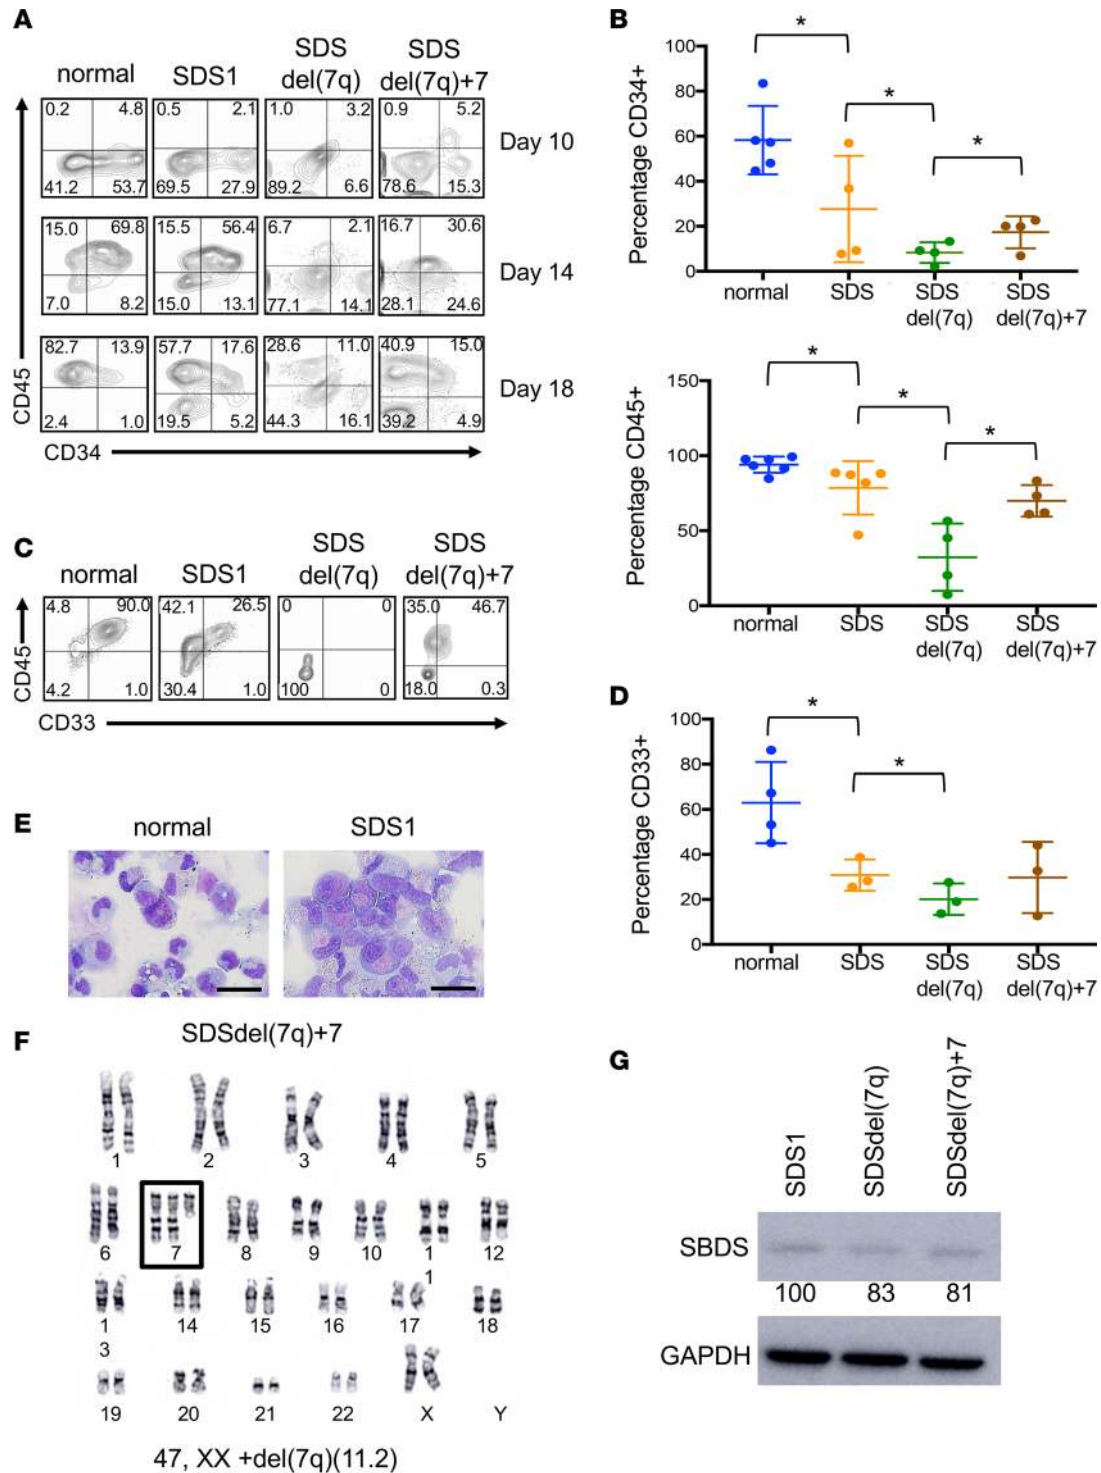 A
normal
SDS1
SDS
del(7q)
SDS
del(7q)+7
0.2 4.8
41.2 53.7
0.5 2.1
69.5 27.9
1.0 3.2
89.2 6.6
0.9 5.2
78.6 15.3
Day 10
15.0 69.8
7.0 8.2
15.5 56.4
15.0 13.1
6.7 2.1
77.1 14.1
16.7 30.6
28.1 24.6
Day 14
82.7 13.9
2.4 1.0
57.7 17.6
19.5 5.2
28.6 11.0
44.3 16.1
40.9 15.0
39.2 4.9
Day 18
CD45
CD34
B
Percentage CD34+
100
80
60
40
20
0
*
*
*
normal
SDS
SDS
del(7q)
SDS
del(7q)+7
Percentage CD45+
150
100
50
0
*
*
*
normal
SDS
SDS
del(7q)
SDS
del(7q)+7
C
normal
SDS1
SDS
del(7q)
SDS
del(7q)+7
4.8 90.0
4.2 1.0
42.1 26.5
30.4 1.0
0 0
100 0
35.0 46.7
18.0 0.3
CD45
CD33
D
Percentage CD33+
100
80
60
40
20
0
*
*
normal
SDS
SDS
del(7q)
SDS
del(7q)+7
E
normal
SDS1
F
SDSdel(7q)+7
1 2 3 4 5
6 7 8 9 10 1 12
1
1 14 15 16 17 18
3
19 20 21 22 X Y
47, XX +del(7q)(11.2)
G
SDS1
SDSdel(7q)
SDSdel(7q)+7
SBDS
100 83 81
GAPDH